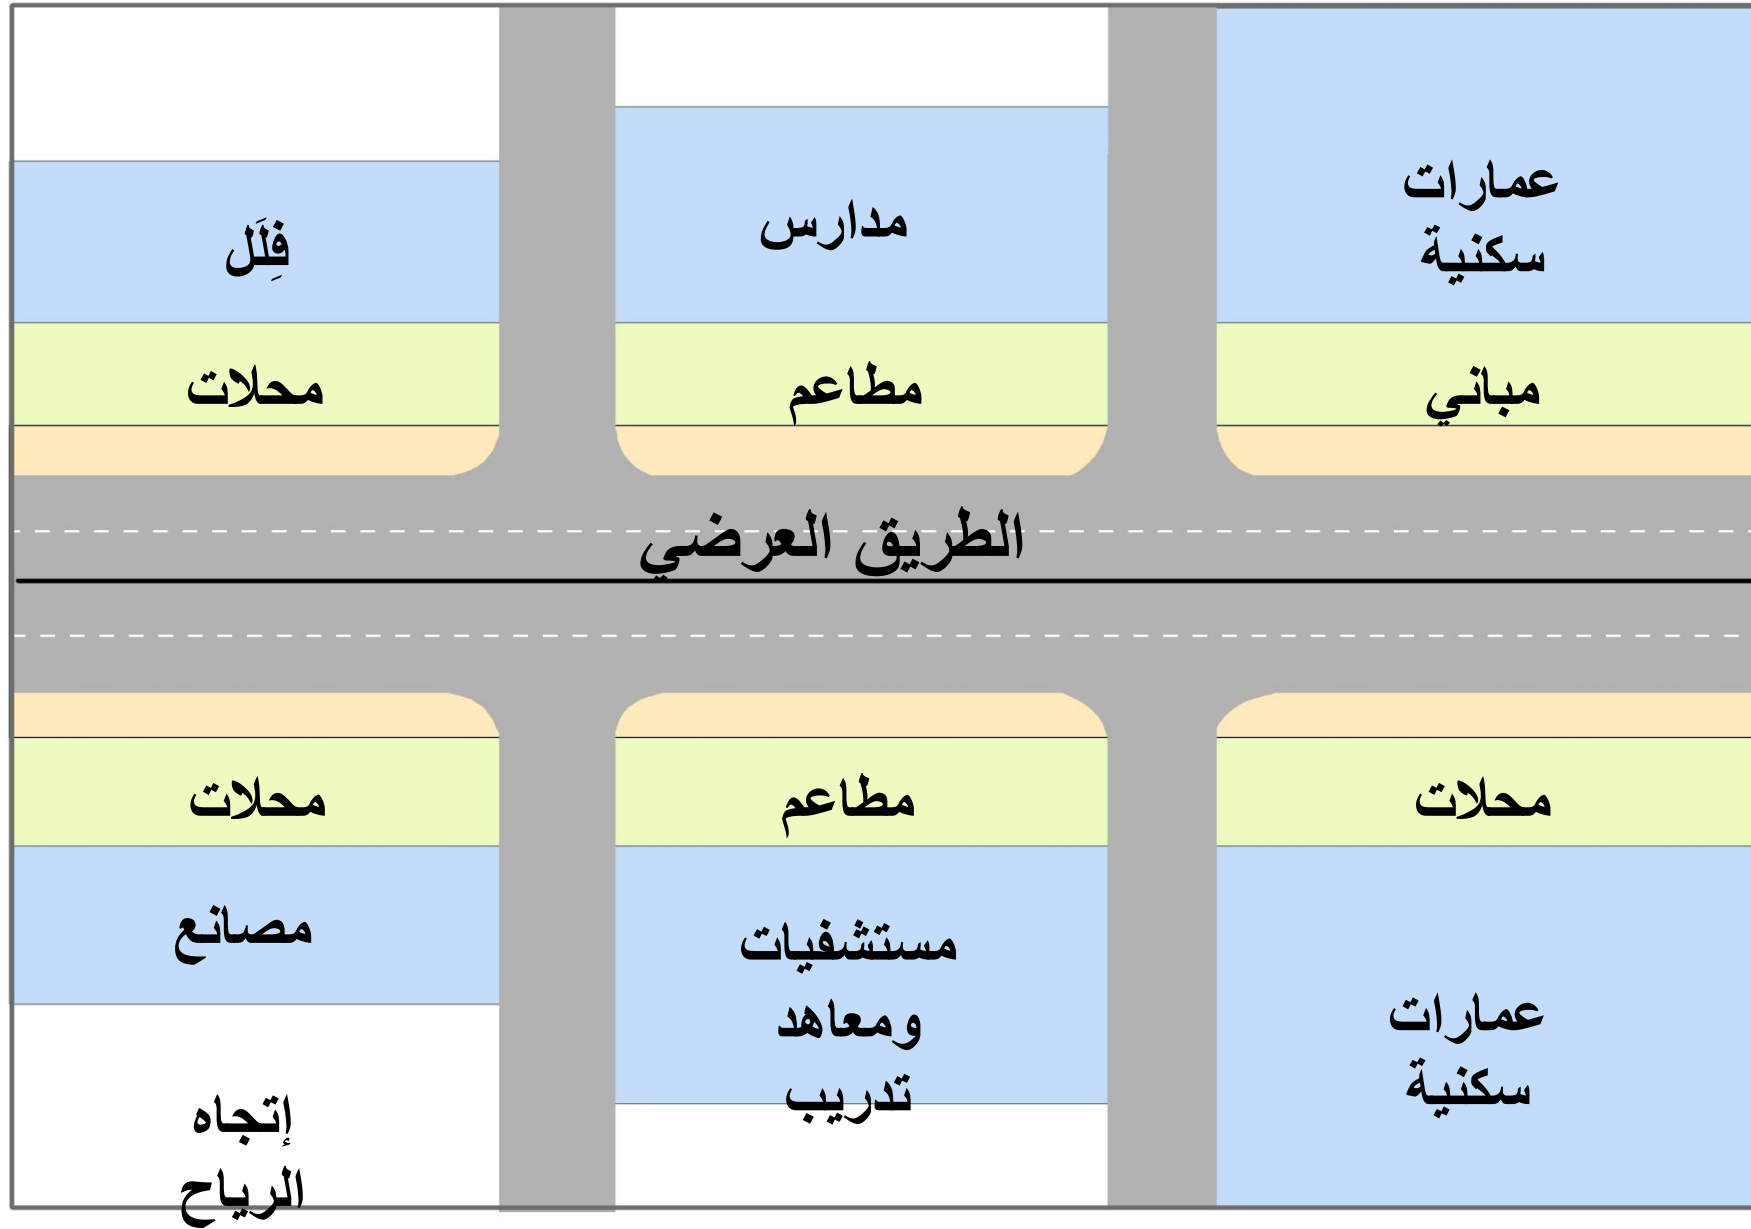 عمارات
سكنية
مدارس
فِلَل
مباني
مطاعم
محلات
الطريق العرضي
محلات
مطاعم
محلات
عمارات
سكنية
مستشفيات
ومعاهد
تدريب
مصانع
إتجاه
الرياح